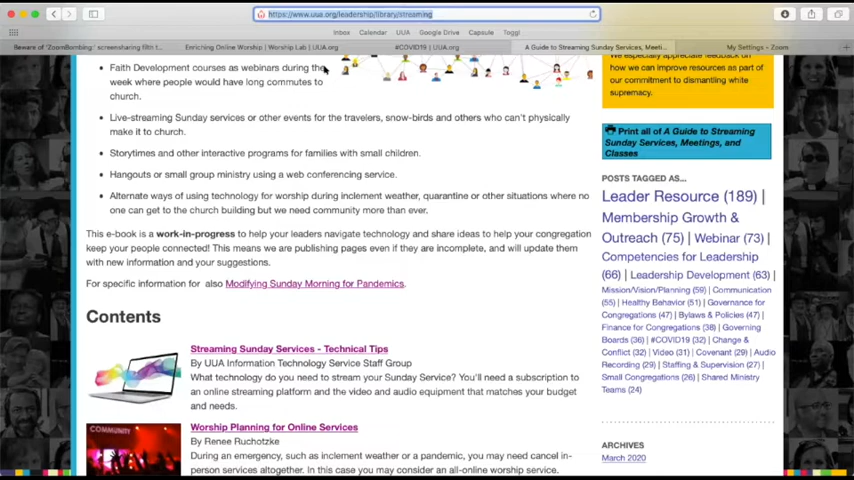 https://www.uua.org/leadership/library/streaming
Inbox Calendar UUA Google Drive Capsule Toggl
Beware of 'ZoomBombing:' screensharing filth t... Enriching Online Worship | Worship Lab | UUA.org #COVID19 | UUA.org A Guide to Streaming Sunday Services, Meeti... My Settings - Zoom
• Faith Development courses as webinars during the
week where people would have long commutes to
church.
• Live-streaming Sunday services or other events for the travelers, snow-birds and others who can't physically
make it to church.
• Storytimes and other interactive programs for families with small children.
• Hangouts or small group ministry using a web conferencing service.
• Alternate ways of using technology for worship during inclement weather, quarantine or other situations where no
one can get to the church building but we need community more than ever.
This e-book is a work-in-progress to help your leaders navigate technology and share ideas to help your congregation
keep your people connected! This means we are publishing pages even if they are incomplete, and will update them
with new information and your suggestions.
For specific information for also Modifying Sunday Morning for Pandemics.
Contents
Streaming Sunday Services - Technical Tips
By UUA Information Technology Service Staff Group
What technology do you need to stream your Sunday Service? You'll need a subscription to
an online streaming platform and the video and audio equipment that matches your budget
and needs.
COMMUNITY
Worship Planning for Online Services
By Renee Ruchotzke
During an emergency, such as inclement weather or a pandemic, you may need cancel in-
person services altogether. In this case you may consider an all-online worship service.
We especially appreciate feedback on
how we can improve resources as part of
our commitment to dismantling white
supremacy.
Print all of A Guide to Streaming
Sunday Services, Meetings, and
Classes
POSTS TAGGED AS...
Leader Resource (189) |
Membership Growth &
Outreach (75) | Webinar (73) |
Competencies for Leadership
(66) | Leadership Development (63) |
Mission/Vision/Planning (59) | Communication
(55) | Healthy Behavior (51) | Governance for
Congregations (47) | Bylaws & Policies (47) |
Finance for Congregations (38) | Governing
Boards (36) | #COVID19 (32) | Change &
Conflict (32) | Video (31) | Covenant (29) | Audio
Recording (29) | Staffing & Supervision (27) |
Small Congregations (26) | Shared Ministry
Teams (24)
ARCHIVES
March 2020